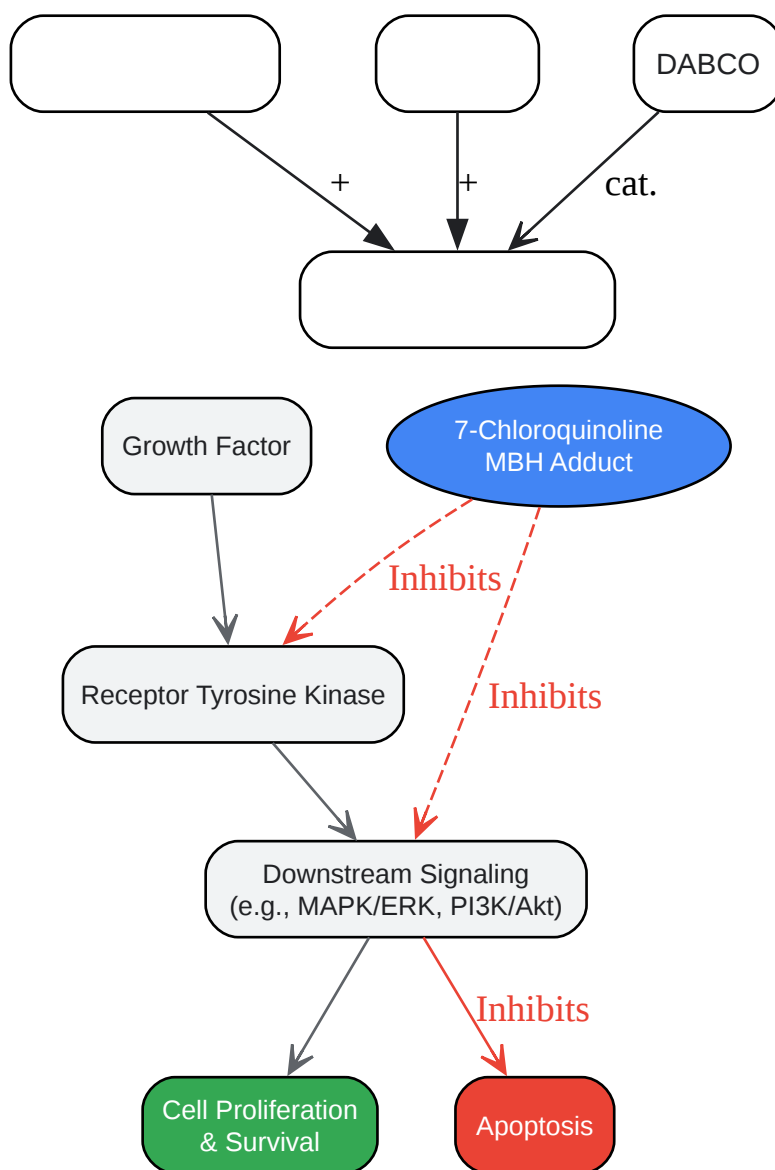 DABCO
+
+
cat.
Growth Factor
7-Chloroquinoline
MBH Adduct
Inhibits
Receptor Tyrosine Kinase
Inhibits
Downstream Signaling
(e.g., MAPK/ERK, PI3K/Akt)
Inhibits
Cell Proliferation
& Survival
Apoptosis